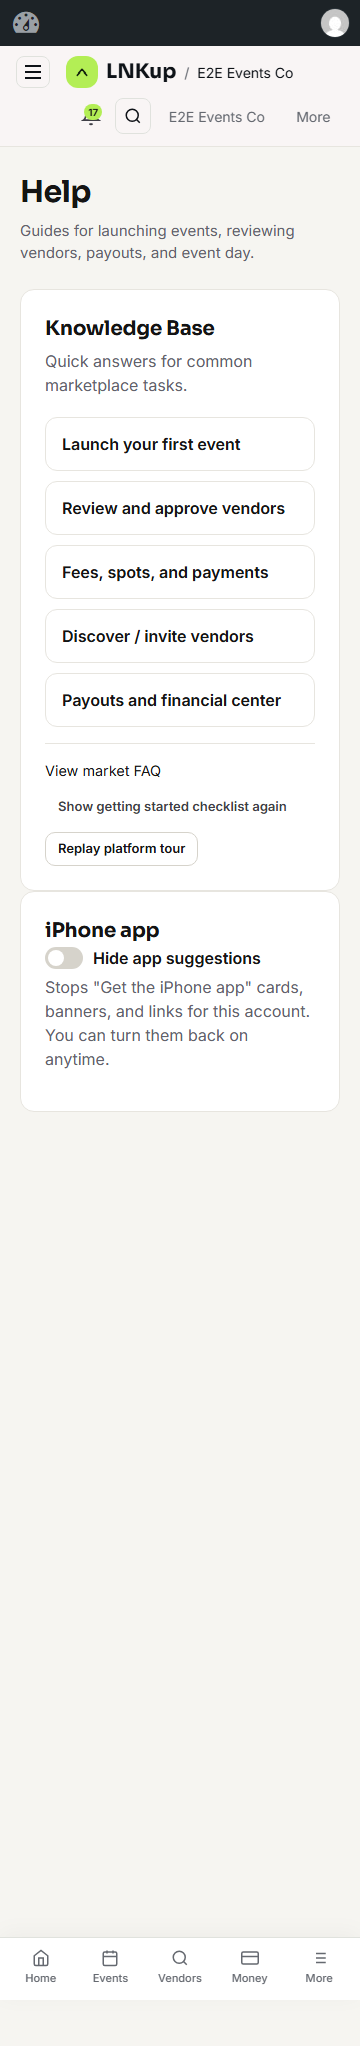 LNKup / E2E Events Co
17
E2E Events Co
More
Help
Guides for launching events, reviewing
vendors, payouts, and event day.
Knowledge Base
Quick answers for common
marketplace tasks.
Launch your first event
Review and approve vendors
Fees, spots, and payments
Discover / invite vendors
Payouts and financial center
View market FAQ
Show getting started checklist again
Replay platform tour
iPhone app
Hide app suggestions
Stops "Get the iPhone app" cards,
banners, and links for this account.
You can turn them back on
anytime.
Home Events Vendors Money More